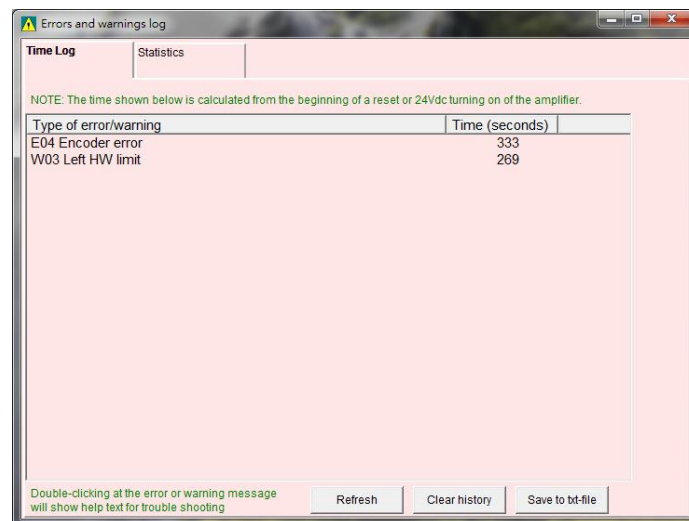 Errors and warnings log
Time Log
Statistics
NOTE: The time shown below is calculated from the beginning of a reset or 24Vdc turning on of the amplifier.
Type of error/warning Time (seconds)
E04 Encoder error 333
W03 Left HW limit 269
Double-clicking at the error or warning message
will show help text for trouble shooting
Refresh
Clear history
Save to txt-file